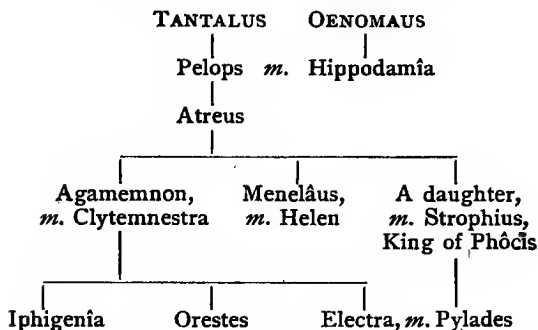 TANTALUS OENOMAUS
Pelops m. Hippodamîa
Atreus
Agamemnon, Menelâus, A daughter,
m. Clytemnestra m. Helen m. Strophius,
King of Phôcis
Iphigenîa Orestes Electra, m. Pylades